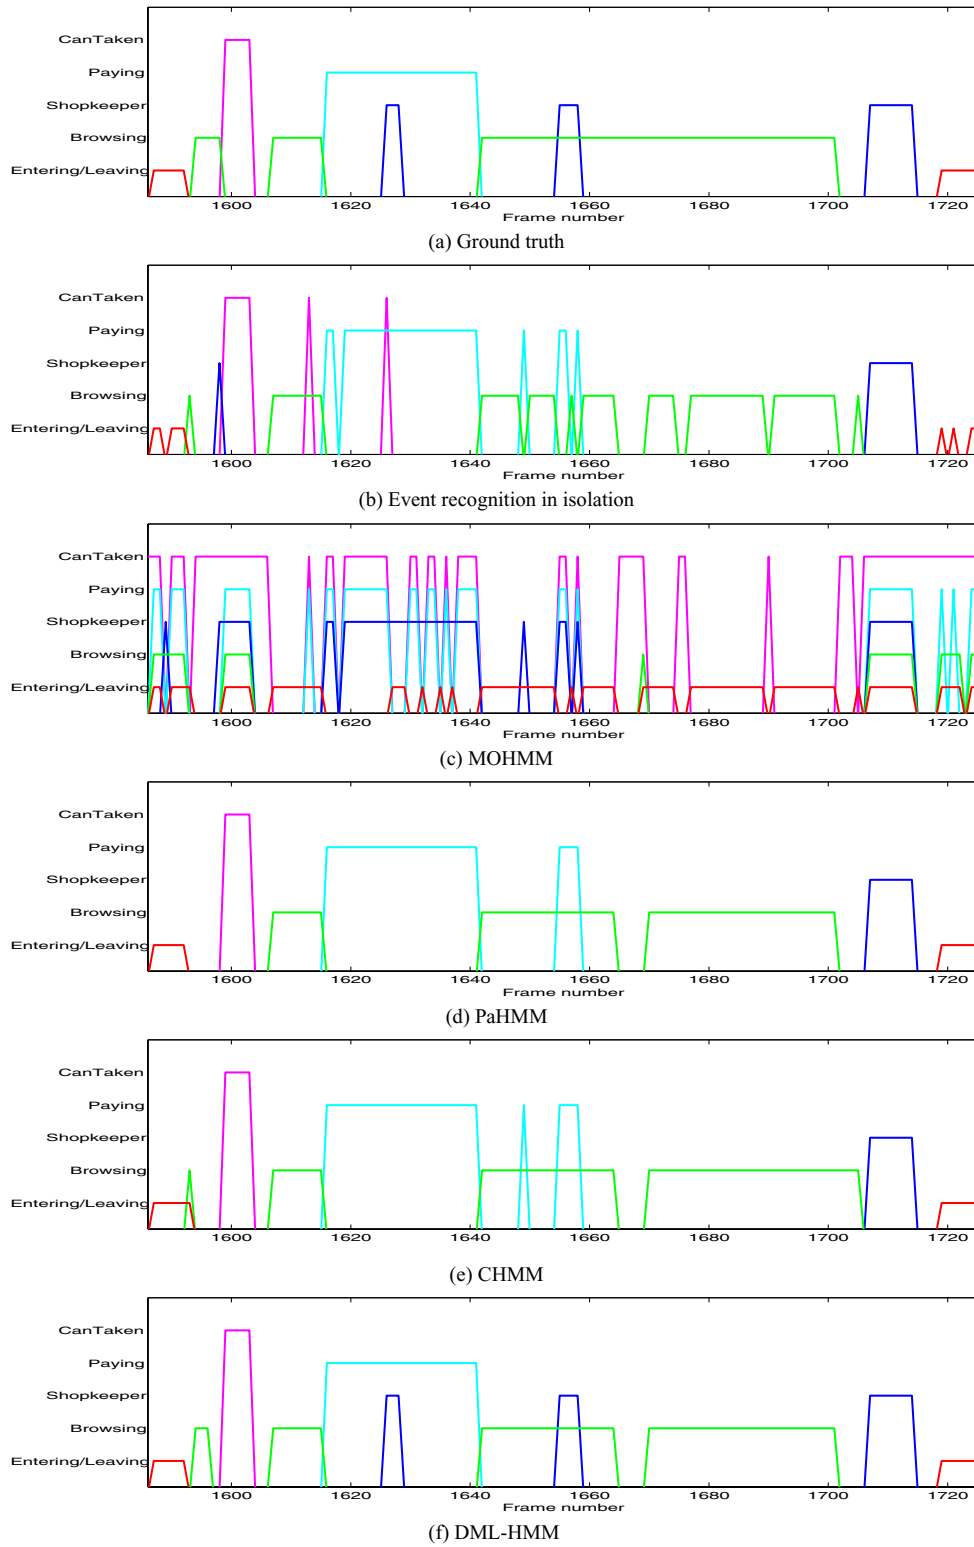 CanTaken
Paying
Shopkeeper
Browsing
Entering/Leaving
1600 1620 1640 1660 1680 1700 1720
Frame number
(a) Ground truth
CanTaken
Paying
Shopkeeper
Browsing
Entering/Leaving
1600 1620 1640 1660 1680 1700 1720
Frame number
(b) Event recognition in isolation
CanTaken
Paying
Shopkeeper
Browsing
Entering/Leaving
1600 1620 1640 1660 1680 1700 1720
Frame number
(c) MOHMM
CanTaken
Paying
Shopkeeper
Browsing
Entering/Leaving
1600 1620 1640 1660 1680 1700 1720
Frame number
(d) PaHMM
CanTaken
Paying
Shopkeeper
Browsing
Entering/Leaving
1600 1620 1640 1660 1680 1700 1720
Frame number
(e) CHMM
CanTaken
Paying
Shopkeeper
Browsing
Entering/Leaving
1600 1620 1640 1660 1680 1700 1720
Frame number
(f) DML-HMM